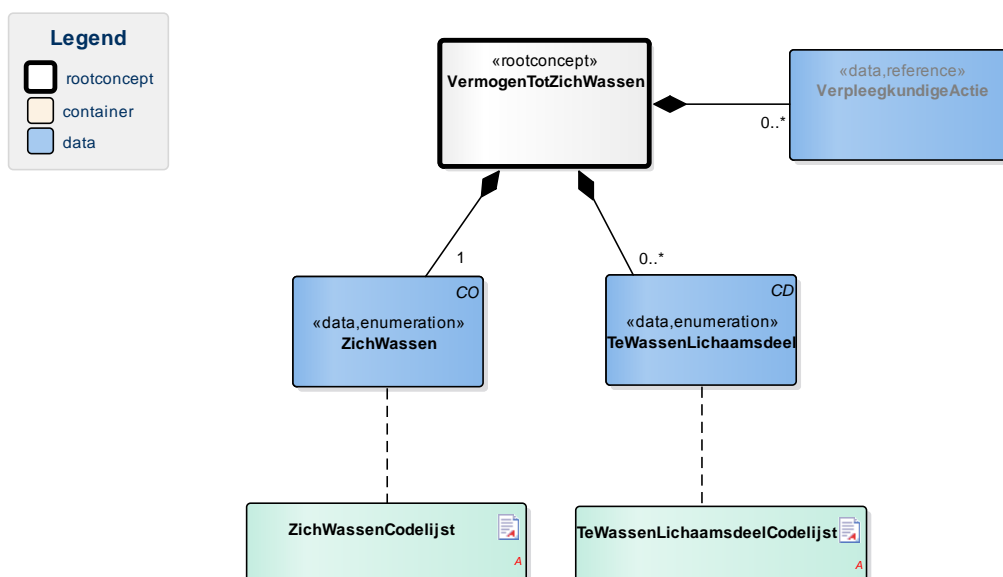 Legend
rootconcept
container
data
«rootconcept»
VermogenTotZichWassen
«data,reference»
VerpleegkundigeActie
0..*
1
0..*
CO
«data,enumeration»
ZichWassen
CD
«data,enumeration»
TeWassenLichaamsdeel
ZichWassenCodelijst
A
TeWassenLichaamsdeelCodelijst
A